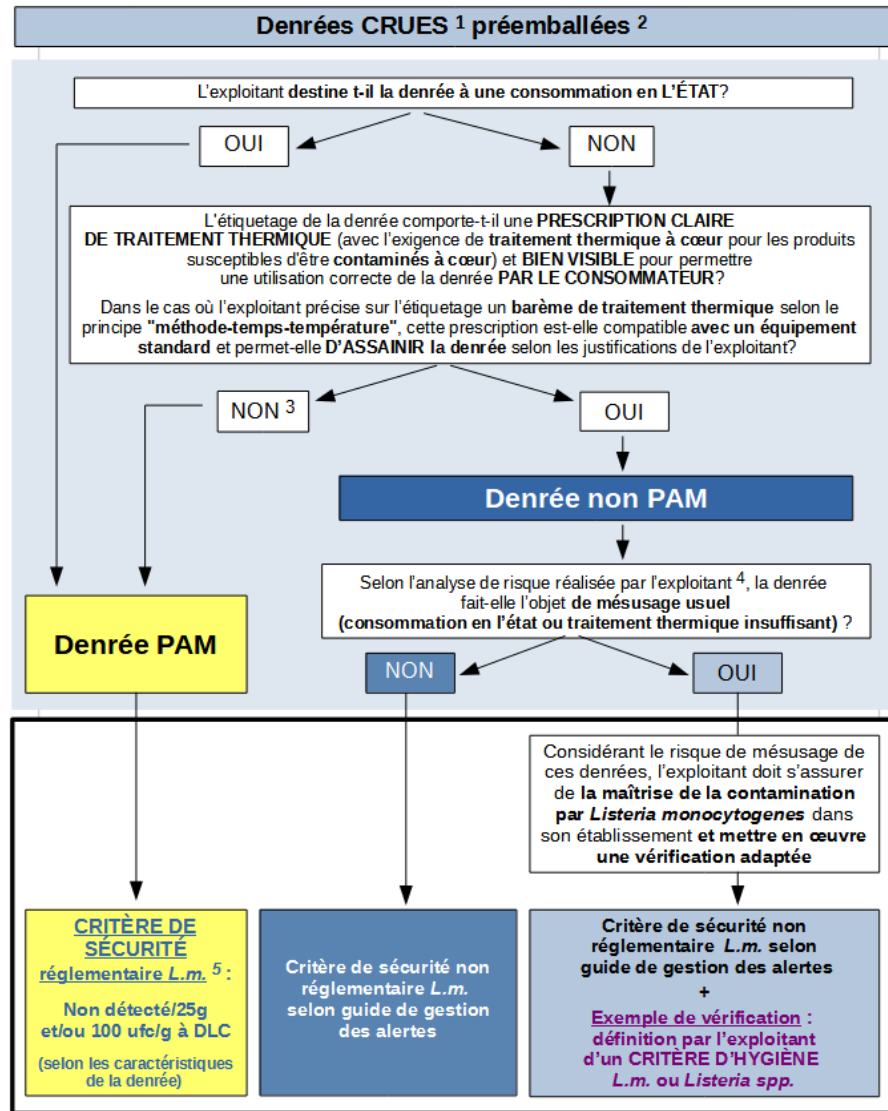 Denrées CRUES 1 préemballées 2
L'exploitant destine t-il la denrée à une consommation en L'ÉTAT?
OUI
NON
L'étiquetage de la denrée comporte-t-il une PRESCRIPTION CLAIRE
DE TRAITEMENT THERMIQUE (avec l'exigence de traitement thermique à cœur pour les produits
susceptibles d'être contaminés à cœur) et BIEN VISIBLE pour permettre
une utilisation correcte de la denrée PAR LE CONSOMMATEUR?
Dans le cas où l'exploitant précise sur l'étiquetage un barème de traitement thermique selon le
principe "méthode-temps-température", cette prescription est-elle compatible avec un équipement
standard et permet-elle D'ASSAINIR la denrée selon les justifications de l'exploitant?
NON 3
OUI
Denrée non PAM
Selon l'analyse de risque réalisée par l'exploitant 4, la denrée
fait-elle l'objet de mésusage usuel
(consommation en l'état ou traitement thermique insuffisant) ?
Denrée PAM
NON
OUI
Considérant le risque de mésusage de
ces denrées, l'exploitant doit s'assurer
de la maîtrise de la contamination
par Listeria monocytogenes dans
son établissement et mettre en œuvre
une vérification adaptée
CRITÈRE DE
SÉCURITÉ
réglementaire L.m. 5 :
Non détecté/25g
et/ou 100 ufc/g à DLC
(selon les caractéristiques
de la denrée)
Critère de sécurité non
réglementaire L.m.
selon guide de gestion
des alertes
Critère de sécurité non
réglementaire L.m. selon
guide de gestion des alertes
+
Exemple de vérification :
définition par l'exploitant
d'un CRITÈRE D'HYGIÈNE
L.m. ou Listeria spp.